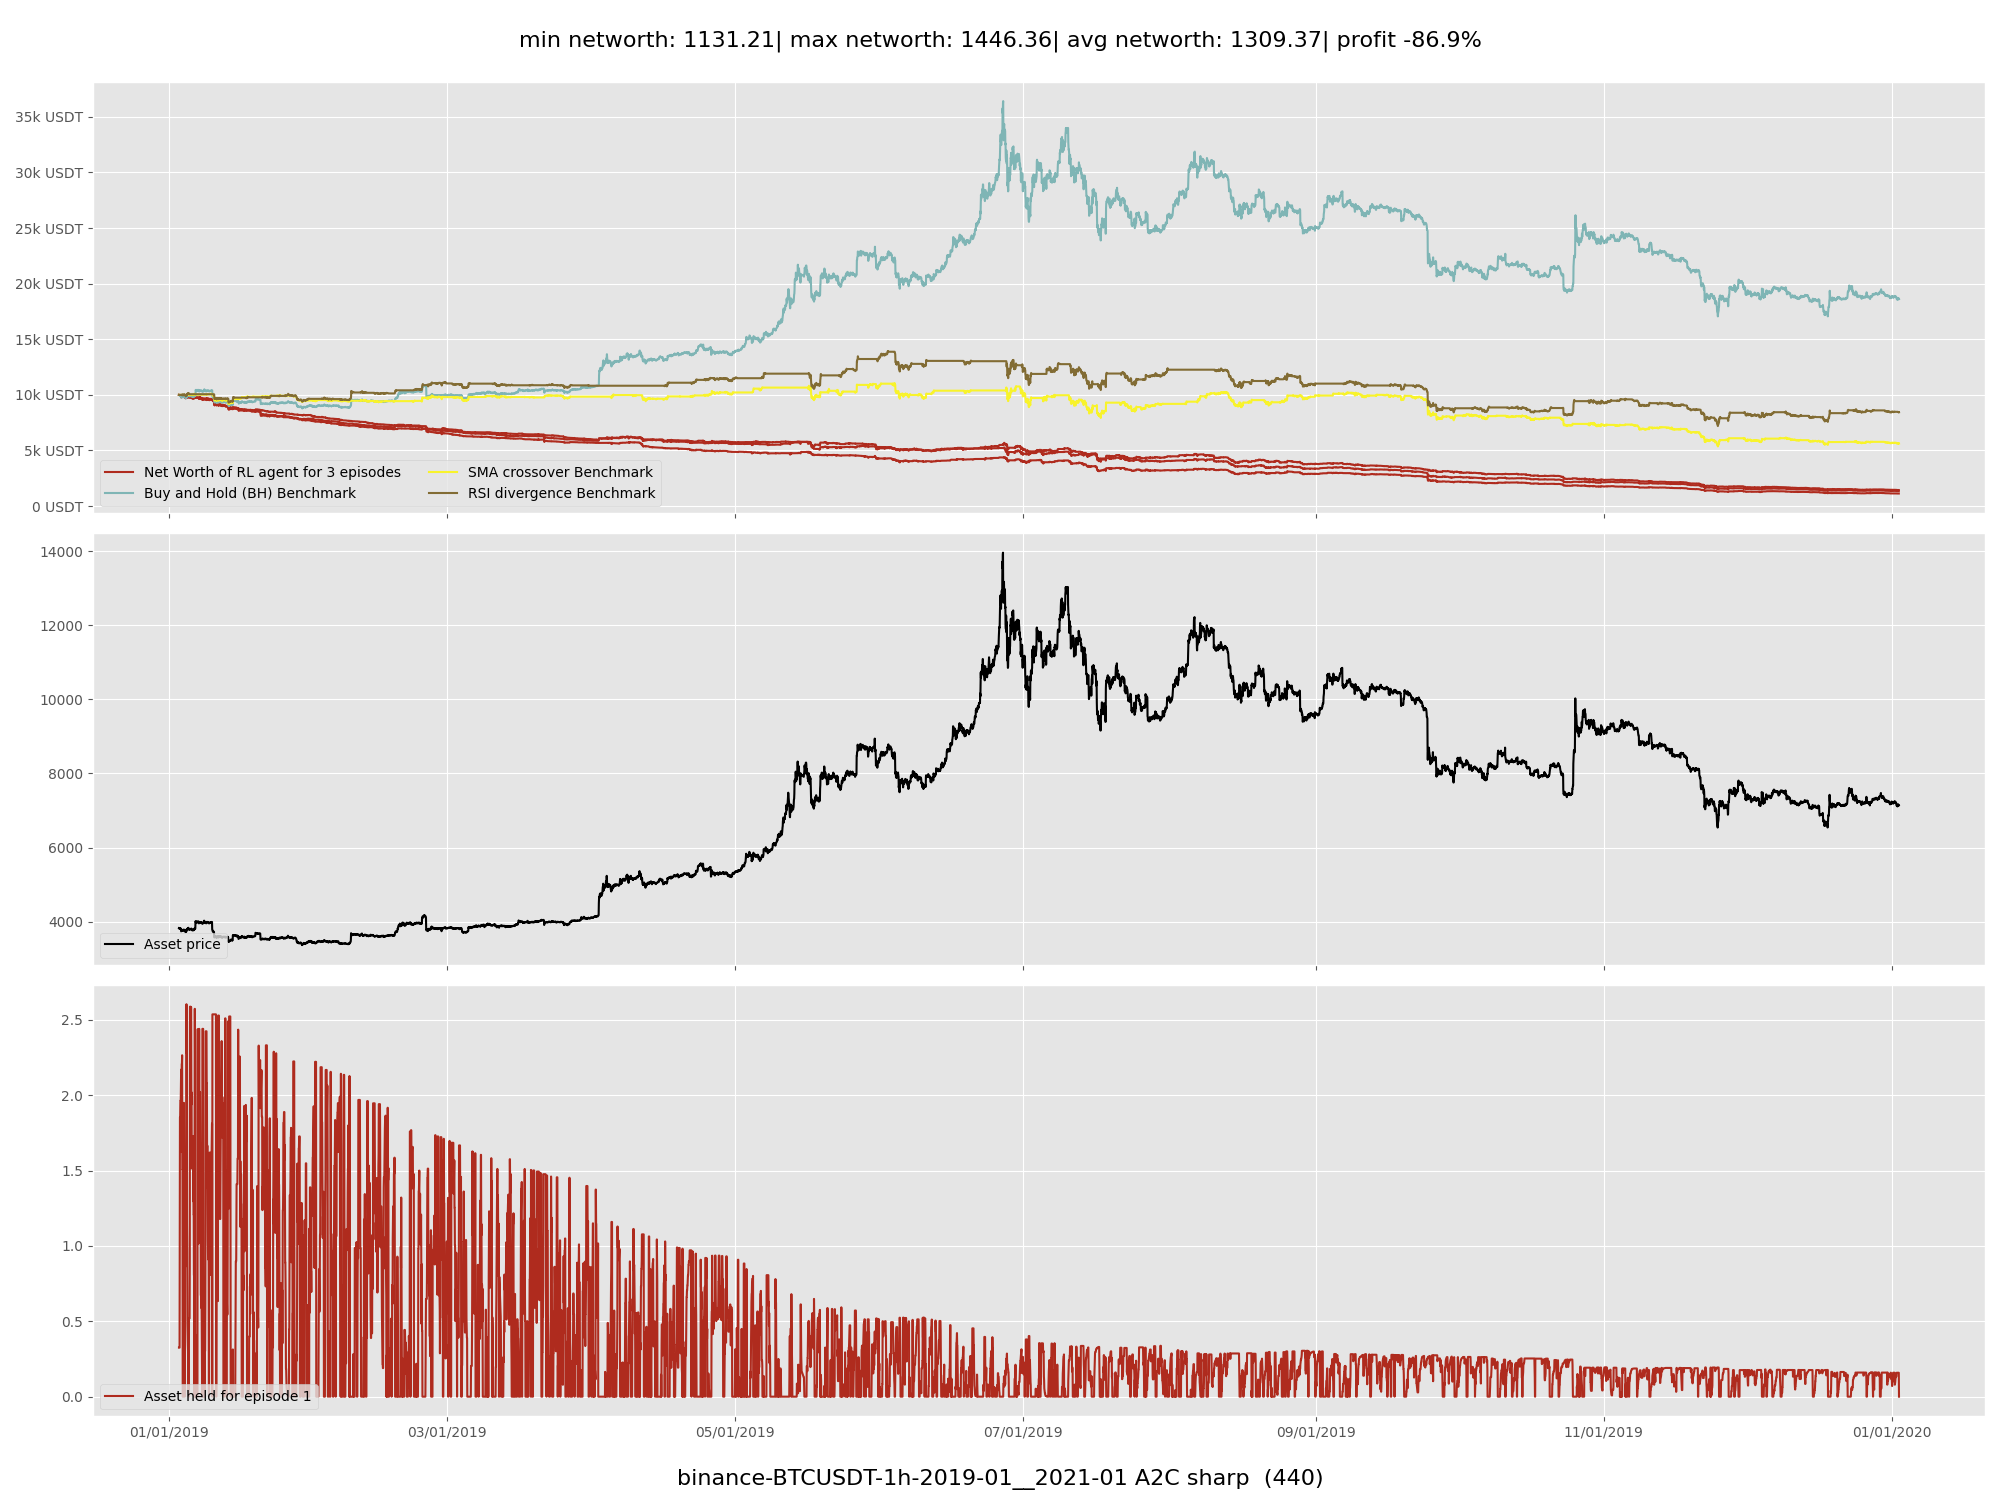 min networth: 1131.21| max networth: 1446.36| avg networth: 1309.37| profit -86.9%
35k USDT
30k USDT
25k USDT
20k USDT
15k USDT
10k USDT
5k USDT
0 USDT
Net Worth of RL agent for 3 episodes
Buy and Hold (BH) Benchmark
SMA crossover Benchmark
RSI divergence Benchmark
14000
12000
10000
8000
6000
4000
Asset price
2.5
2.0
1.5
1.0
0.5
0.0
Asset held for episode 1
01/01/2019 03/01/2019 05/01/2019 07/01/2019 09/01/2019 11/01/2019 01/01/2020
binance-BTCUSDT-1h-2019-01__2021-01 A2C sharp (440)